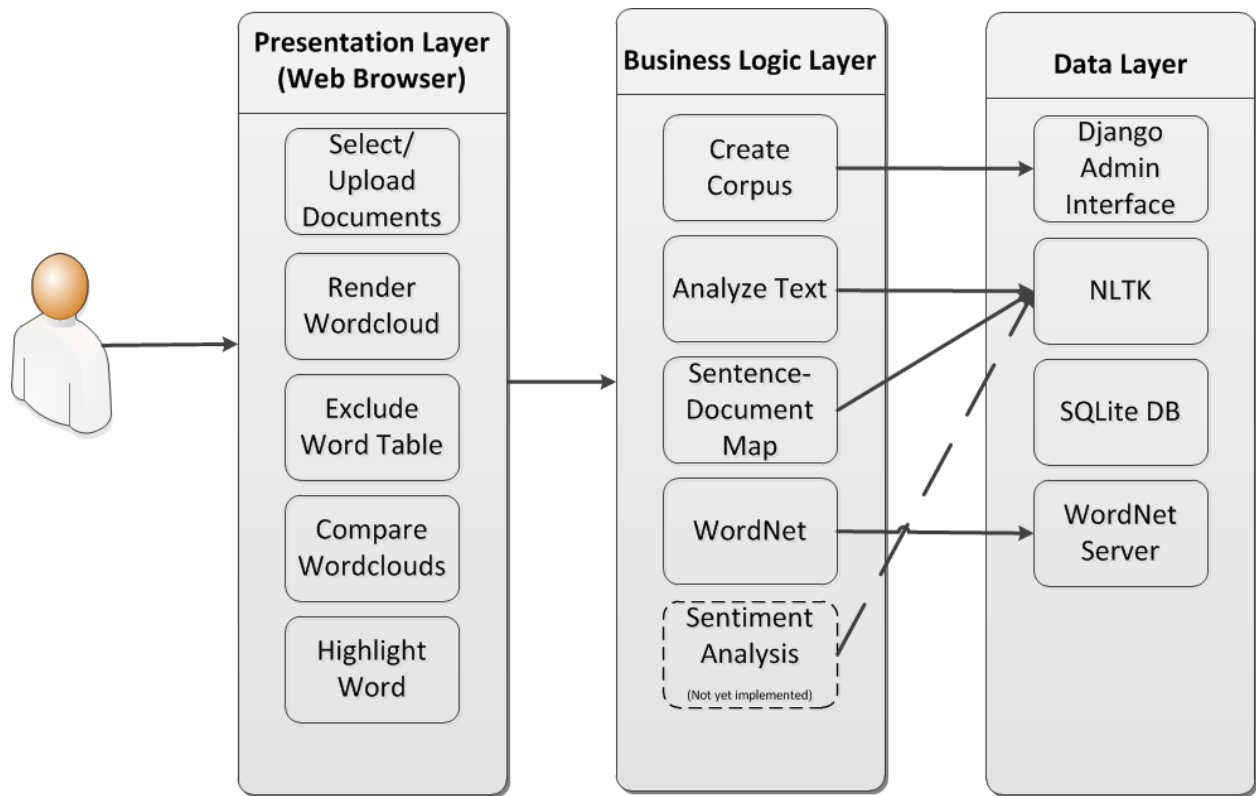 Presentation Layer
(Web Browser)
Select/
Upload
Documents
Render
Wordcloud
Exclude
Word Table
Compare
Wordclouds
Highlight
Word
Business Logic Layer
Create
Corpus
Analyze Text
Sentence-
Document
Map
WordNet
Sentiment
Analysis
(Not yet implemented)
Data Layer
Django
Admin
Interface
NLTK
SQLite DB
WordNet
Server